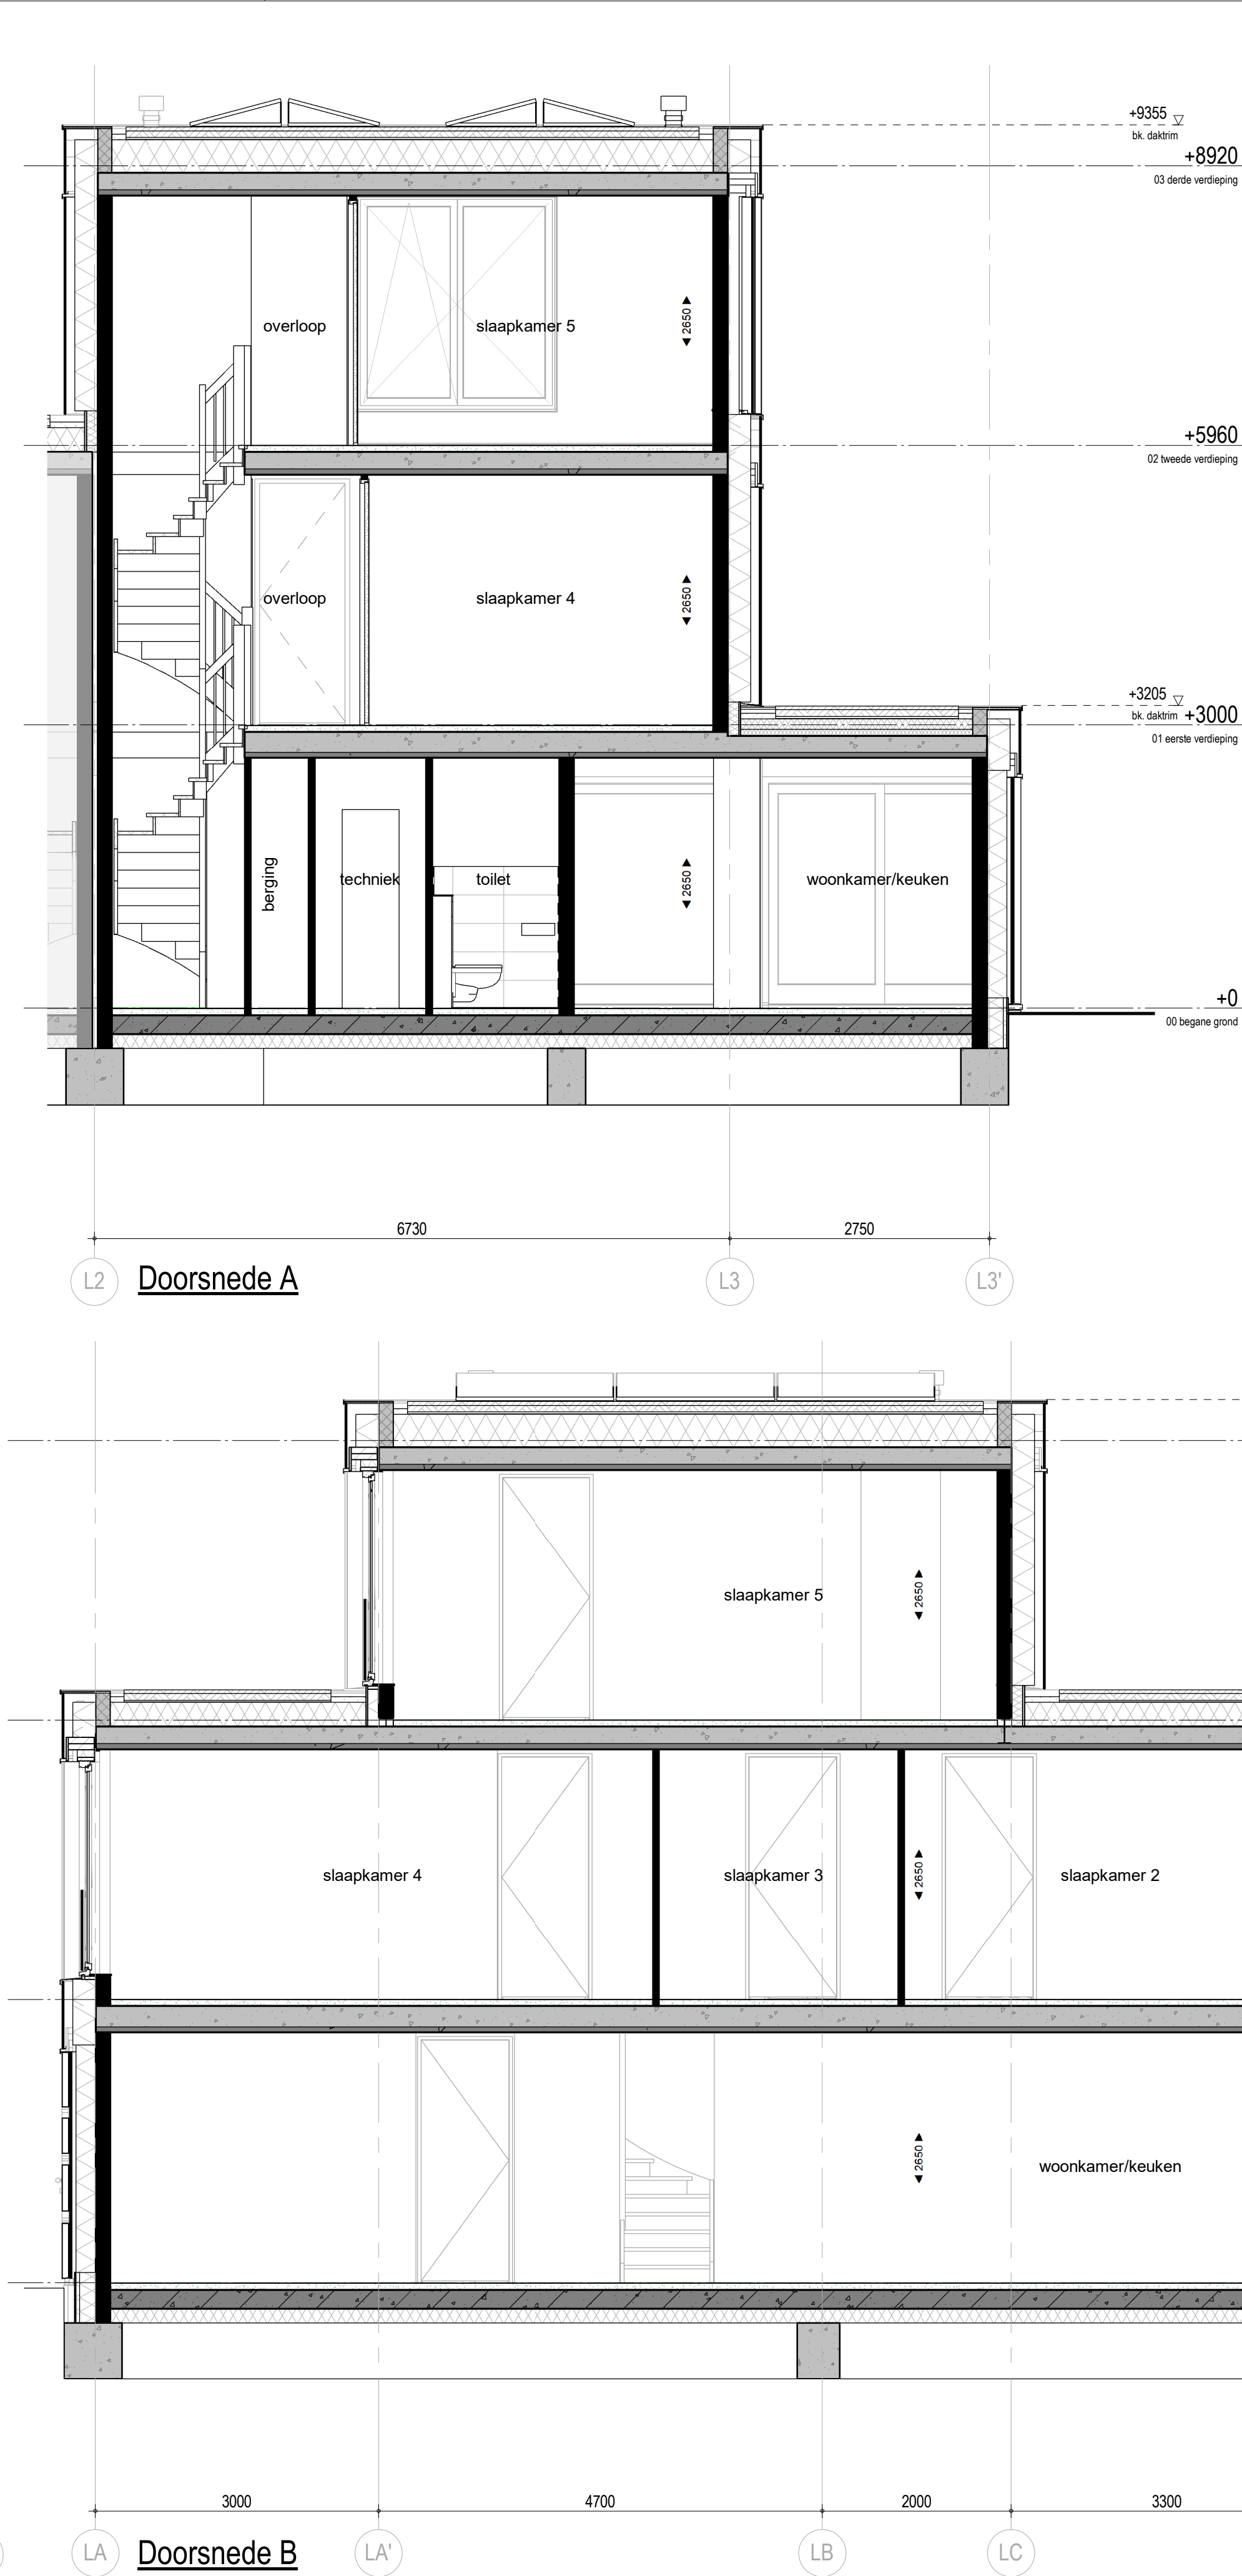 +9355
bk. daktrim
+8920
03 derde verdieping
overloop
slaapkamer 5
2650
+5960
02 tweede verdieping
overloop
slaapkamer 4
2650
+3205
bk. daktrim
+3000
01 eerste verdieping
berging
techniek
toilet
2650
woonkamer/keuken
+0
00 begane grond
6730
2750
L2
Doorsnede A
L3
L3'
slaapkamer 5
2650
slaapkamer 4
slaapkamer 3
2650
slaapkamer 2
2650
woonkamer/keuken
3000
4700
2000
3300
LA
Doorsnede B
LA'
LB
LC